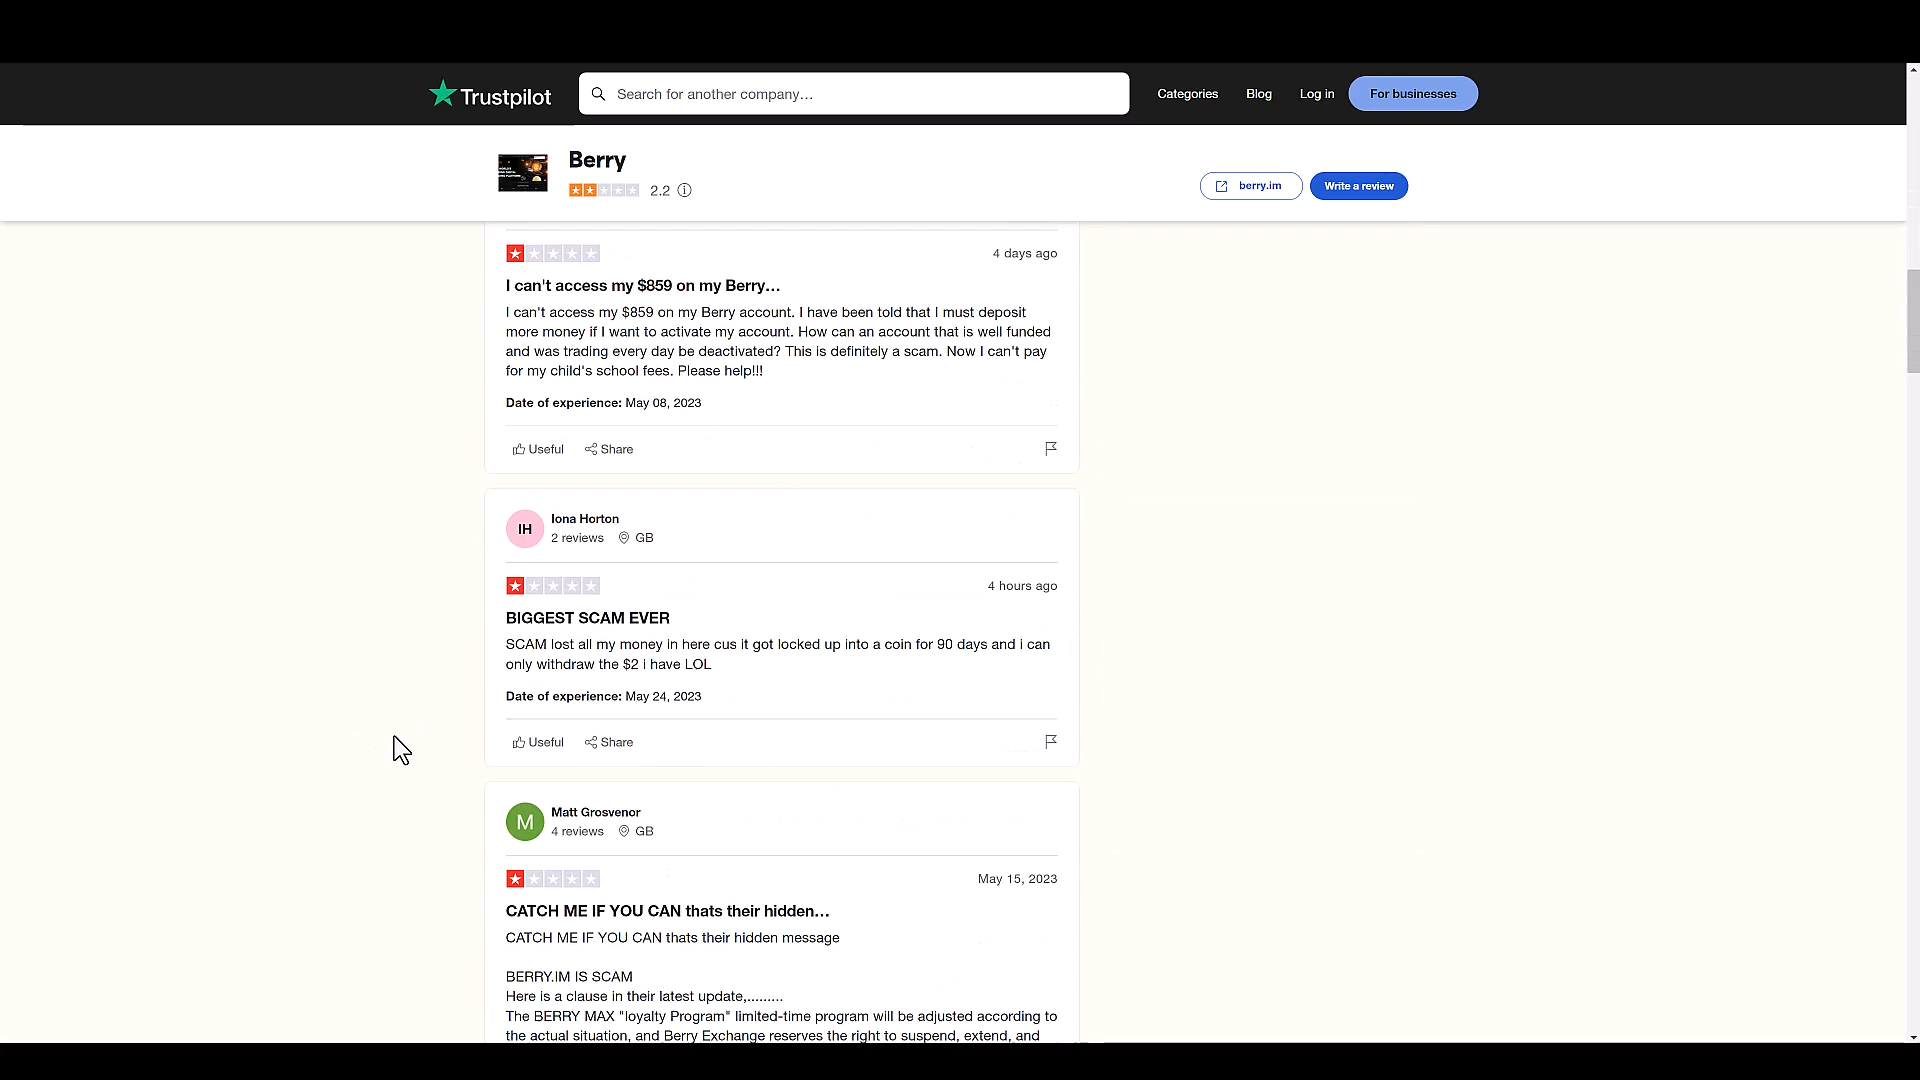 Trustpilot
Search for another company…
Categories
Blog
Log in
For businesses
Berry
2.2
berry.im
Write a review
4 days ago
I can't access my $859 on my Berry…
I can't access my $859 on my Berry account. I have been told that I must deposit
more money if I want to activate my account. How can an account that is well funded
and was trading every day be deactivated? This is definitely a scam. Now I can't pay
for my child's school fees. Please help!!!
Date of experience: May 08, 2023
Useful
Share
IH
Iona Horton
2 reviews
GB
4 hours ago
BIGGEST SCAM EVER
SCAM lost all my money in here cus it got locked up into a coin for 90 days and i can
only withdraw the $2 i have LOL
Date of experience: May 24, 2023
Useful
Share
M
Matt Grosvenor
4 reviews
GB
May 15, 2023
CATCH ME IF YOU CAN thats their hidden…
CATCH ME IF YOU CAN thats their hidden message
BERRY.IM IS SCAM
Here is a clause in their latest update,.........
The BERRY MAX "loyalty Program" limited-time program will be adjusted according to
the actual situation, and Berry Exchange reserves the right to suspend, extend, and